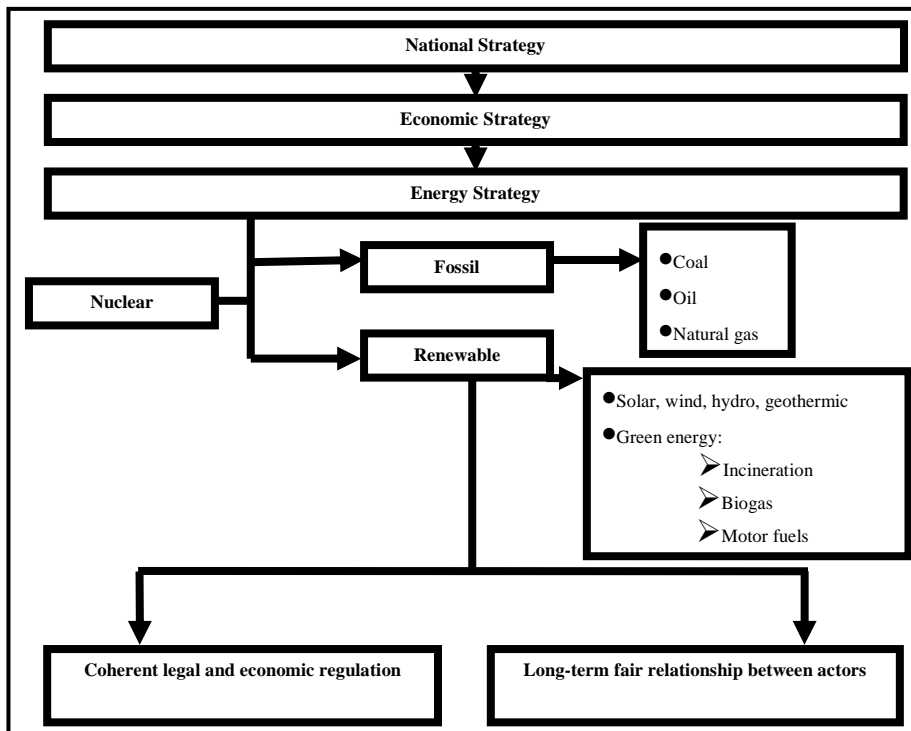 National Strategy
Economic Strategy
Energy Strategy
Fossil
●Coal
●Oil
●Natural gas
Nuclear
Renewable
●Solar, wind, hydro, geothermic
●Green energy:
➢Incineration
➢Biogas
➢Motor fuels
Coherent legal and economic regulation
Long-term fair relationship between actors